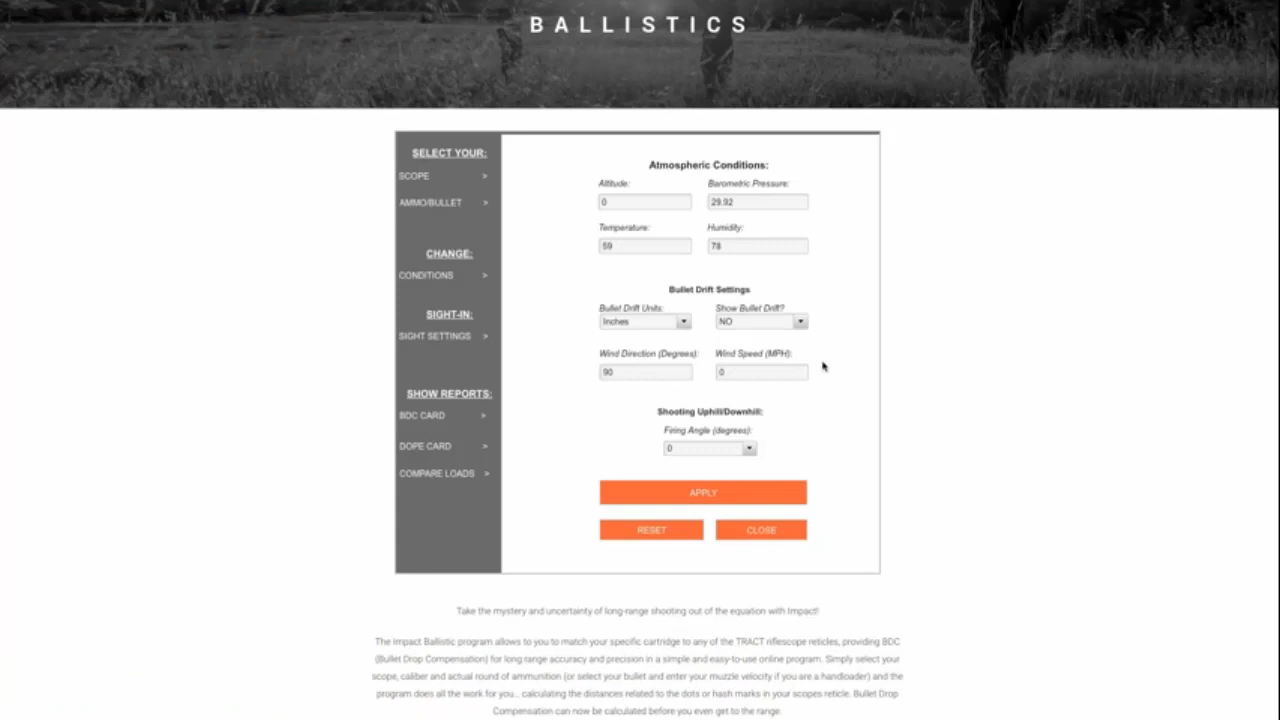 BALLISTICS
SELECT YOUR:
SCOPE >
AMMO/BULLET >
CHANGE:
CONDITIONS >
SIGHT-IN:
SIGHT SETTINGS >
SHOW REPORTS:
BDC CARD >
DOPE CARD >
COMPARE LOADS >
Atmospheric Conditions:
Altitude: Barometric Pressure:
0 29.92
Temperature: Humidity:
59 78
Bullet Drift Settings
Bullet Drift Units: Show Bullet Drift?
Inches NO
Wind Direction (Degrees): Wind Speed (MPH):
90 0
Shooting Uphill/Downhill:
Firing Angle (degrees):
0
APPLY
RESET CLOSE
Take the mystery and uncertainty of long-range shooting out of the equation with Impact!
The Impact Ballistic program allows to you to match your specific cartridge to any of the TRACT riflescope reticles, providing BDC
(Bullet Drop Compensation) for long range accuracy and precision in a simple and easy-to-use online program. Simply select your
scope, caliber and actual round of ammunition (or select your bullet and enter your muzzle velocity if you are a handloader) and the
program does all the work for you... calculating the distances related to the dots or hash marks in your scopes reticle. Bullet Drop
Compensation can now be calculated before you even get to the range.